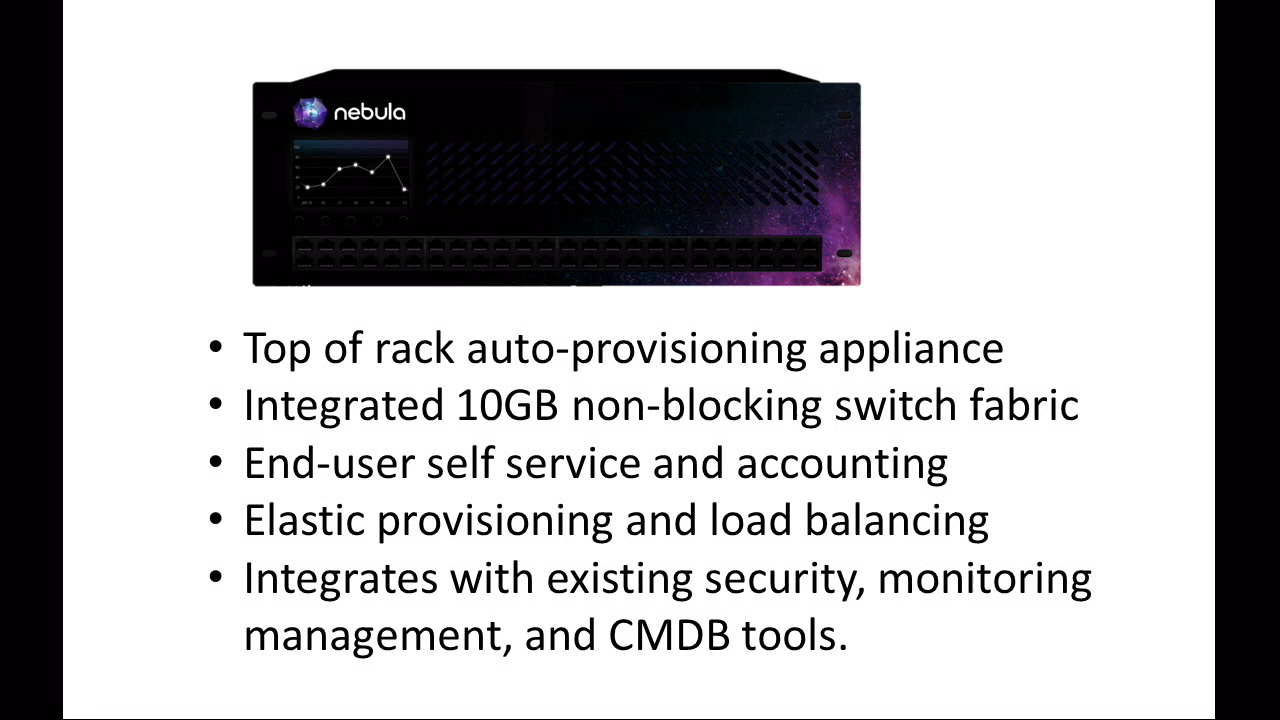 nebula
• Top of rack auto-provisioning appliance
• Integrated 10GB non-blocking switch fabric
• End-user self service and accounting
• Elastic provisioning and load balancing
• Integrates with existing security, monitoring
management, and CMDB tools.